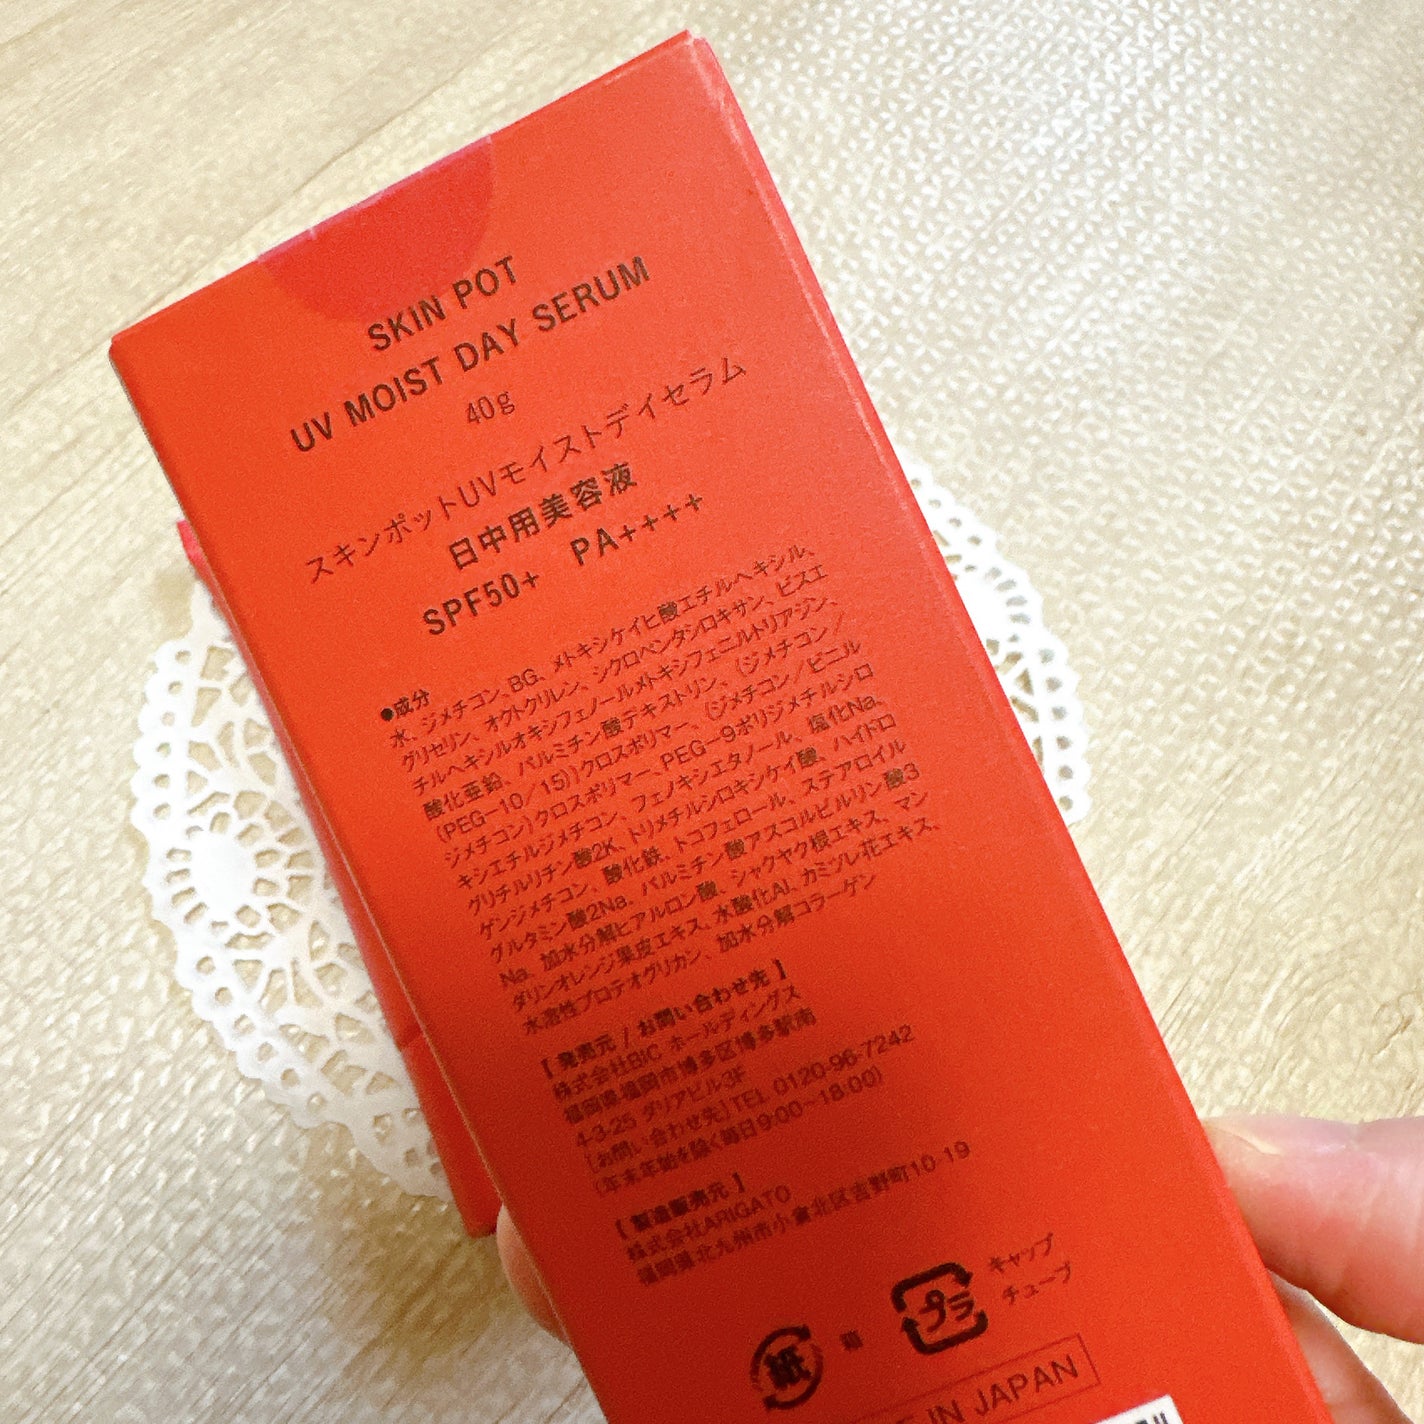 SKIN POT
UV MOIST DAY SERUM
40g
スキンポットUVモイストデイセラム
日中用美容液
SPF50+ PA++++
●成分
水、ジメチコン、BG、メトキシケイヒ酸エチルヘキシル、
グリセリン、オクトクリレン、シクロペンタシロキサン、ビスエ
チルヘキシルオキシフェノールメトキシフェニルトリアジン、
酸化亜鉛、パルミチン酸デキストリン、(ジメチコン/
(PEG-10/15))クロスポリマー、(ジメチコン/ビニル
ジメチコン)クロスポリマー、PEG-9ポリジメチルシロ
キシエチルジメチコン、フェノキシエタノール、塩化Na、
グリチルリチン酸2K、トリメチルシロキシケイ酸、ハイドロ
ゲンジメチコン、酸化鉄、トコフェロール、ステアロイル
グルタミン酸2Na、パルミチン酸アスコルビルリン酸3
Na、加水分解ヒアルロン酸、シャクヤク根エキス、マン
ダリンオレンジ果皮エキス、水酸化Al、カミツレ花エキス、
水溶性プロテオグリカン、加水分解コラーゲン
【 発売元 / お問い合わせ先 】
株式会社BIC ホールディングス
福岡県福岡市博多区博多駅南
4-3-25 ダリアビル3F
[お問い合わせ先] TEL 0120-96-7242
(年末年始を除く毎日9:00~18:00)
【 製造販売元 】
株式会社ARIGATO
福岡県北九州市小倉北区吉野町10-19
キャップ
チューブ
プラ
紙
箱
IN JAPAN